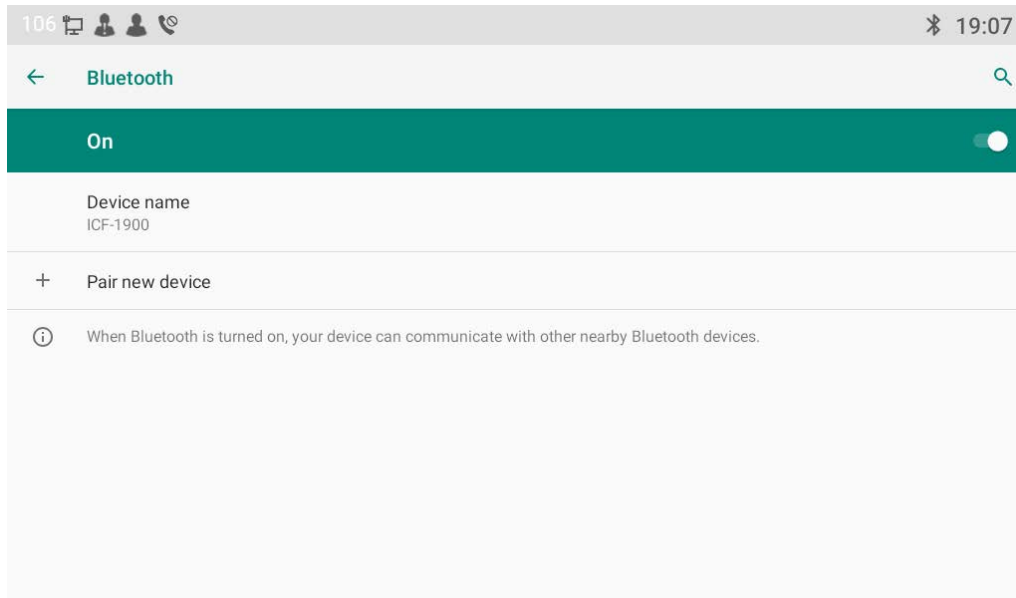 106 19:07
Bluetooth
On
Device name
ICF-1900
Pair new device
When Bluetooth is turned on, your device can communicate with other nearby Bluetooth devices.